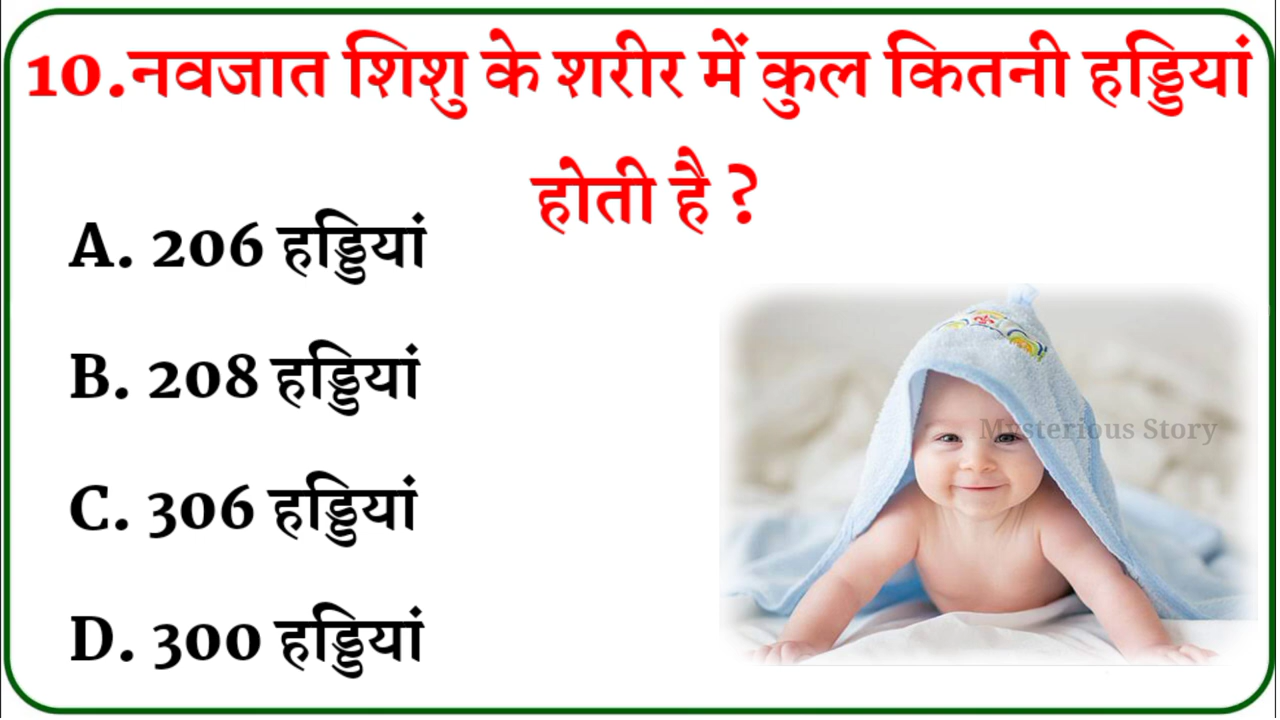 10.नवजात शिशु के शरीर में कुल कितनी हड्डियां
होती है ?
A. 206 हड्डियां
B. 208 हड्डियां
C. 306 हड्डियां
D. 300 हड्डियां
Mysterious Story